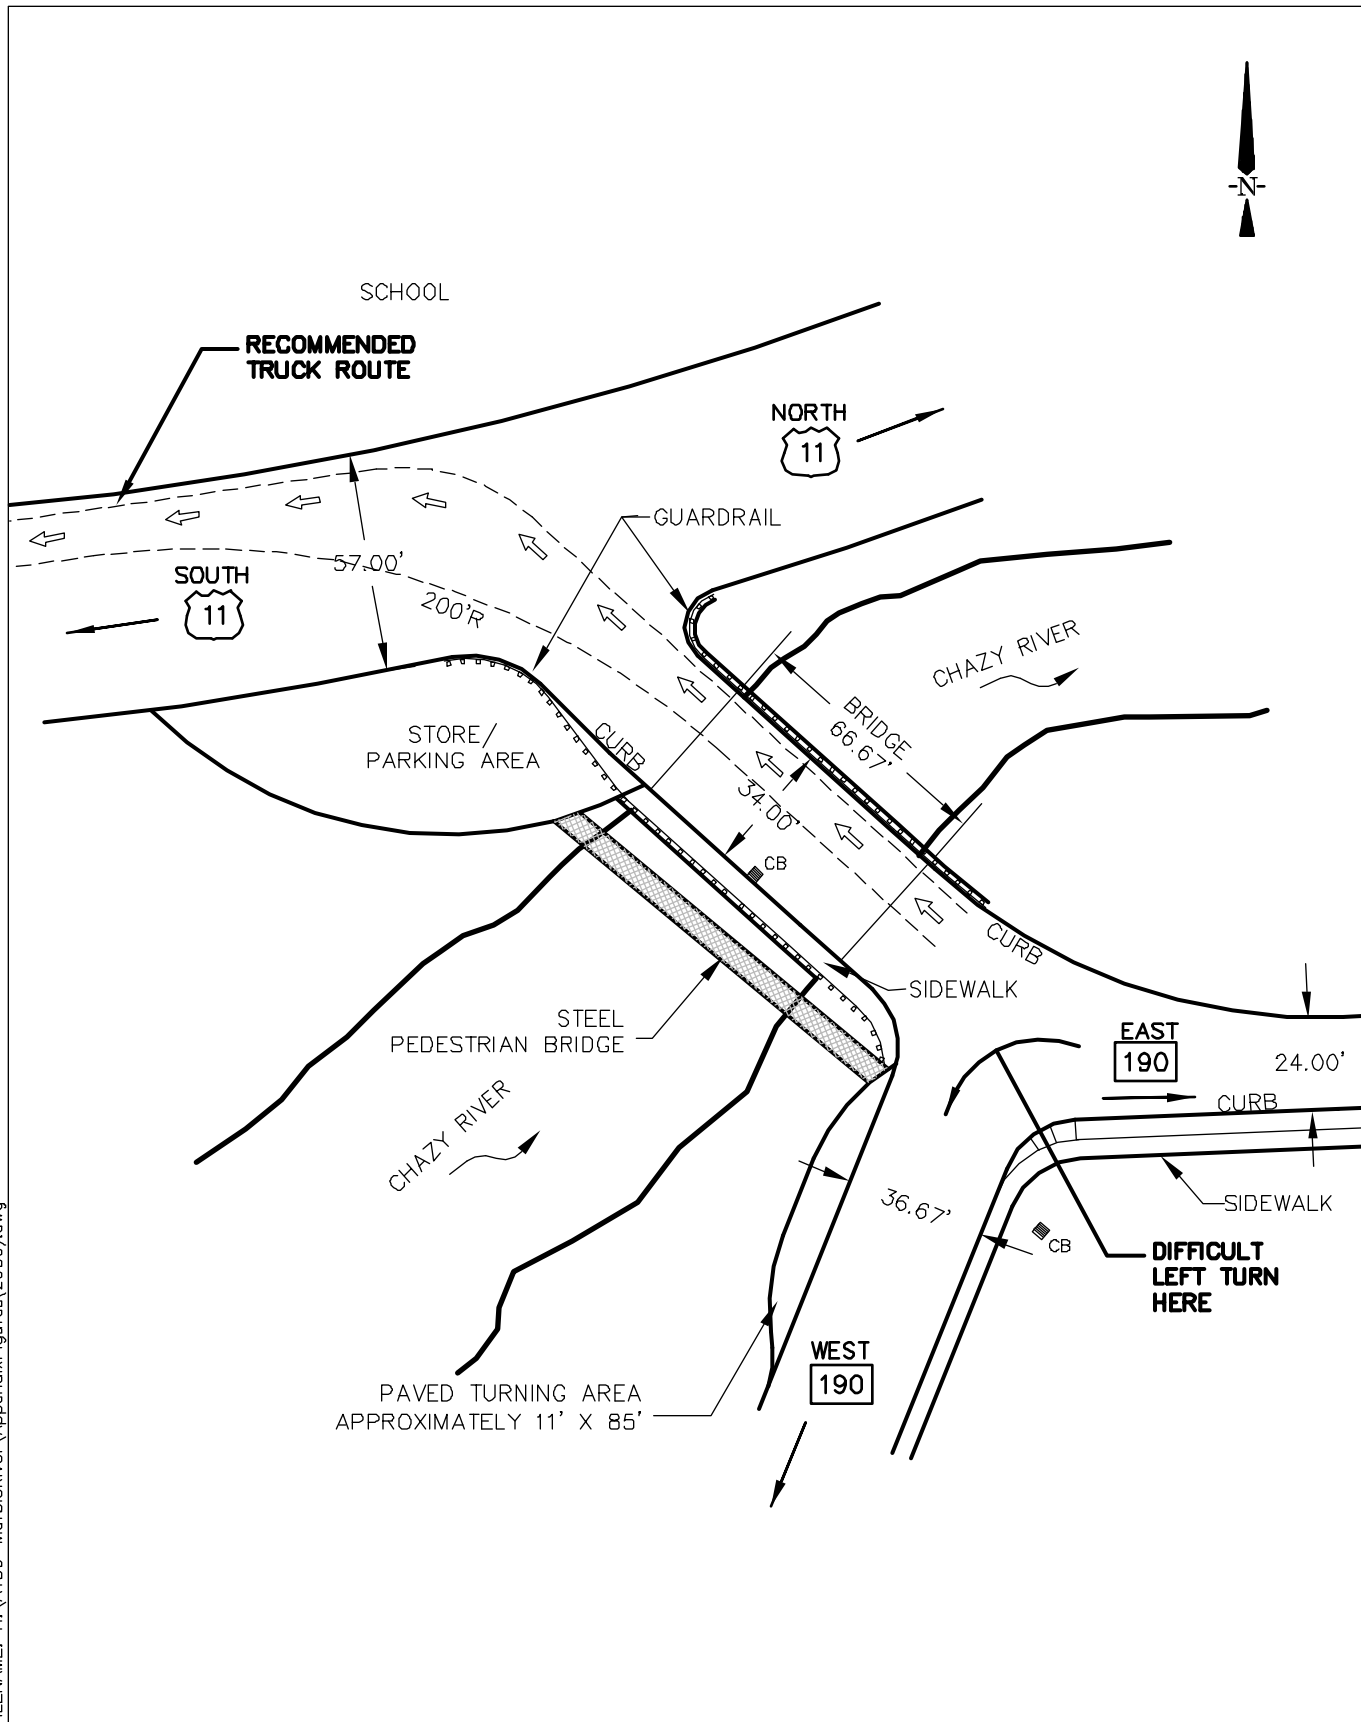 -N-
SCHOOL
RECOMMENDED
TRUCK ROUTE
NORTH
11
GUARDRAIL
57.00'
SOUTH
11
200'R
CHAZY RIVER
BRIDGE
66.67'
STORE/
PARKING AREA
CURB
34.00'
CB
CURB
SIDEWALK
STEEL
PEDESTRIAN BRIDGE
EAST
190
24.00'
CURB
CHAZY RIVER
36.67'
SIDEWALK
CB
DIFFICULT
LEFT TURN
HERE
WEST
190
PAVED TURNING AREA
APPROXIMATELY 11' X 85'